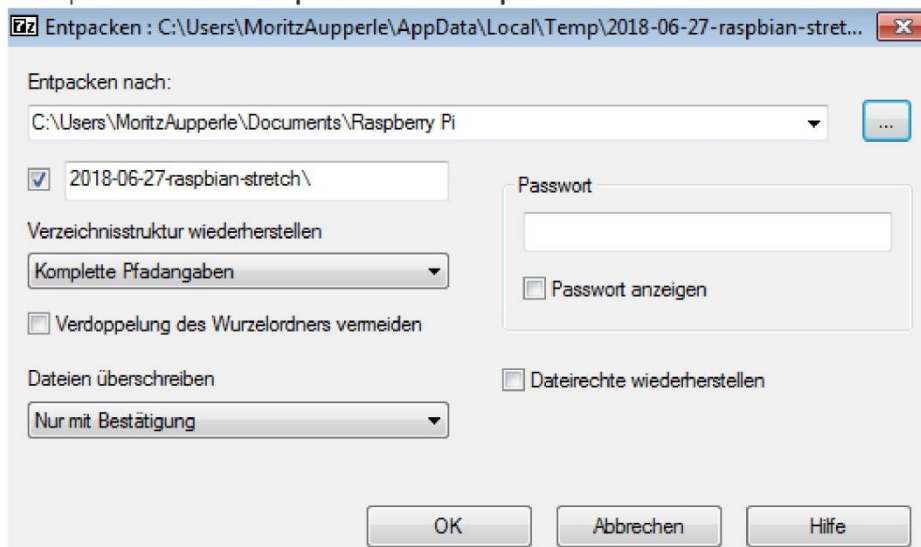 7z Entpacken : C:\Users\MoritzAupperle\AppData\Local\Temp\2018-06-27-raspbian-stret...
Entpacken nach:
C:\Users\MoritzAupperle\Documents\Raspberry Pi
...
2018-06-27-raspbian-stretch\
Passwort
Verzeichnisstruktur wiederherstellen
Komplette Pfadangaben
Passwort anzeigen
Verdoppelung des Wurzelordners vermeiden
Dateien überschreiben
Dateirechte wiederherstellen
Nur mit Bestätigung
OK
Abbrechen
Hilfe